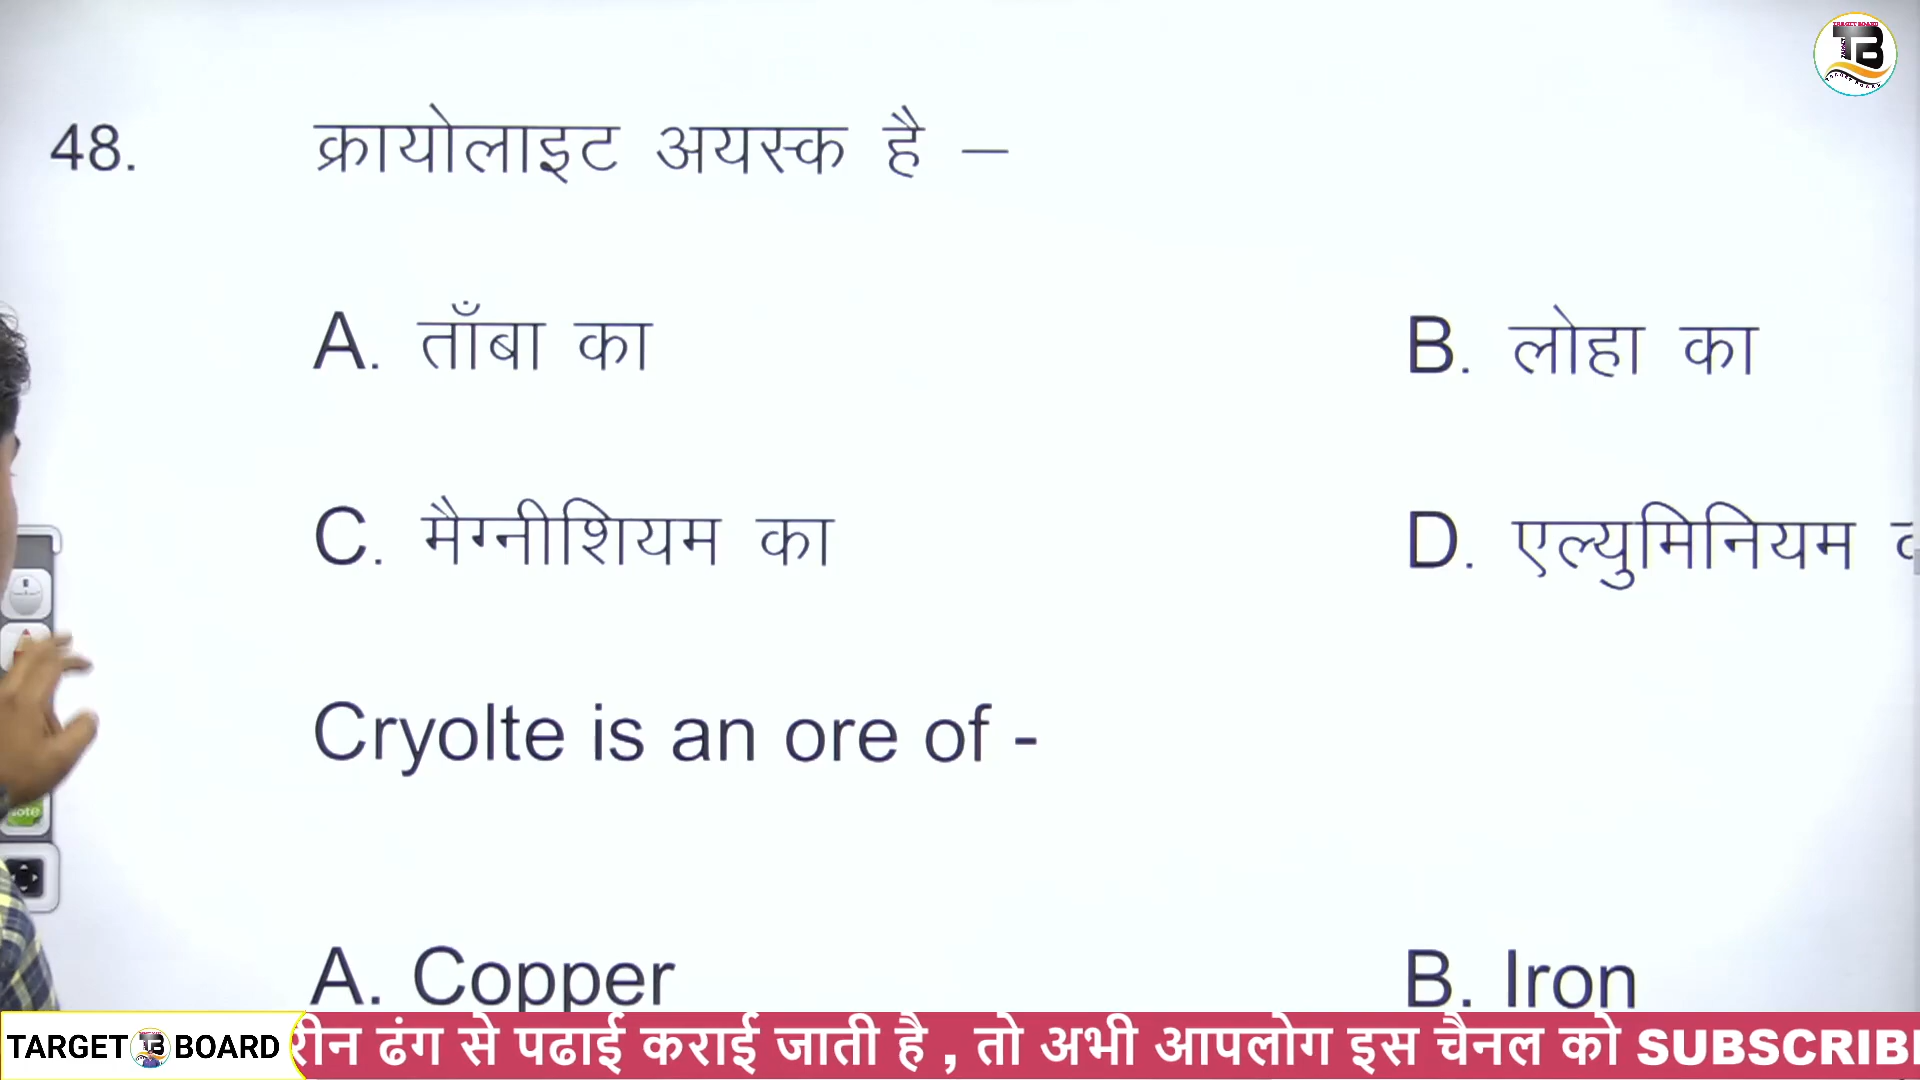 48. क्रायोलाइट अयस्क है –
A. ताँबा का
B. लोहा का
C. मैग्नीशियम का
D. एल्युमिनियम
Cryolte is an ore of -
A. Copper
B. Iron
TARGET BOARD
ढंग से पढाई कराई जाती है , तो अभी आपलोग इस चैनल को